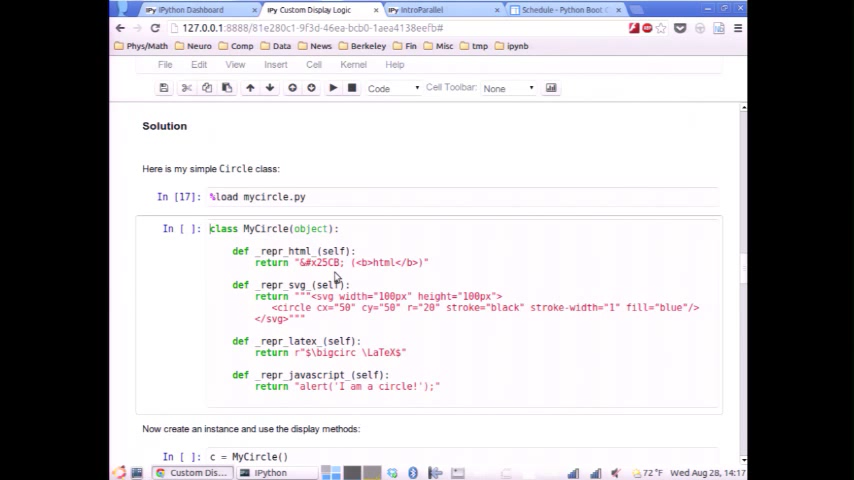 IPy IPython Dashboard
IPy Custom Display Logic
IPy IntroParallel
Schedule - Python Boot C
127.0.0.1:8888/81e280c1-9f3d-46ea-bcb0-1aea4138eefb#
Phys/Math Neuro Comp Data News Berkeley Fin Misc tmp ipynb
File Edit View Insert Cell Kernel Help
Code Cell Toolbar: None
Solution
Here is my simple Circle class:
In [17]: %load mycircle.py
In [ ]: class MyCircle(object):
def _repr_html_(self):
return "&#x25CB; (<b>html</b>)"
def _repr_svg_(self):
return """<svg width="100px" height="100px">
<circle cx="50" cy="50" r="20" stroke="black" stroke-width="1" fill="blue"/>
</svg>"""
def _repr_latex_(self):
return r"$\bigcirc \LaTeX$"
def _repr_javascript_(self):
return "alert('I am a circle!');"
Now create an instance and use the display methods:
In [ ]: c = MyCircle()
Custom Dis... IPython 72 °F Wed Aug 28, 14:17